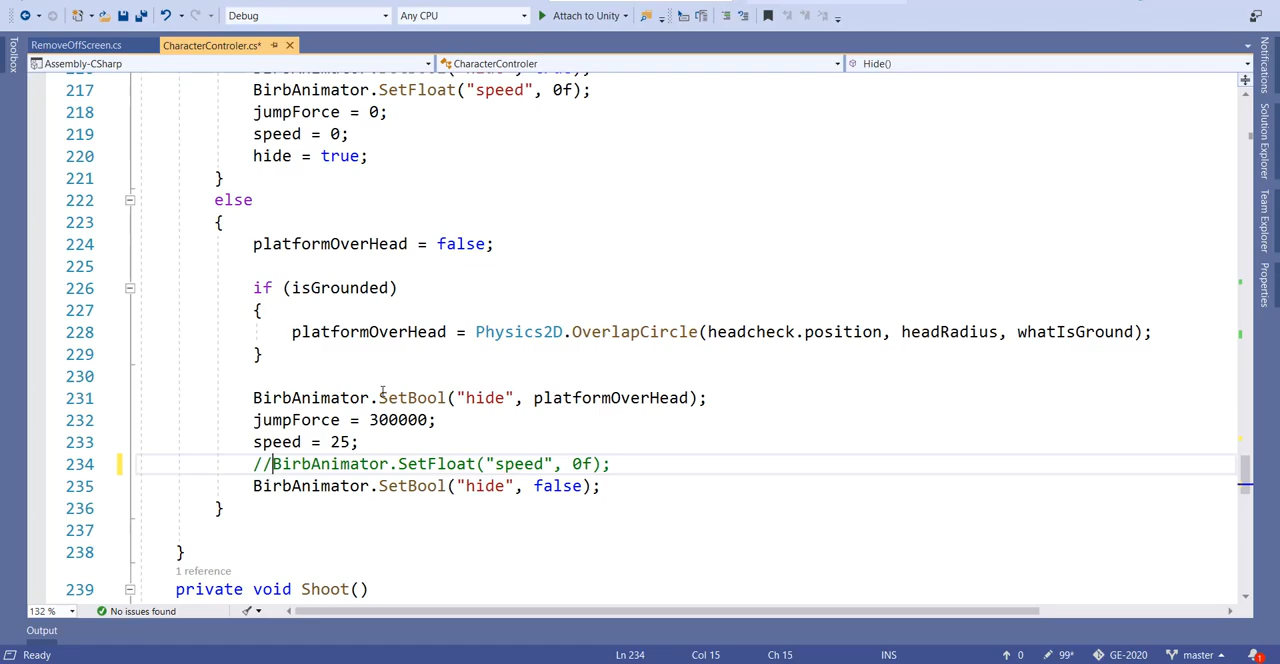 Debug Any CPU Attach to Unity
RemoveOffScreen.cs CharacterControler.cs*
Assembly-CSharp CharacterControler Hide()
217 BirbAnimator.SetFloat("speed", 0f);
218 jumpForce = 0;
219 speed = 0;
220 hide = true;
221 }
222 else
223 {
224 platformOverHead = false;
225
226 if (isGrounded)
227 {
228 platformOverHead = Physics2D.OverlapCircle(headcheck.position, headRadius, whatIsGround);
229 }
230
231 BirbAnimator.SetBool("hide", platformOverHead);
232 jumpForce = 300000;
233 speed = 25;
234 //BirbAnimator.SetFloat("speed", 0f);
235 BirbAnimator.SetBool("hide", false);
236 }
237
238 }
1 reference
239 private void Shoot()
132 % No issues found
Output
Ready Ln 234 Col 15 Ch 15 INS 0 99* GE-2020 master 1
Toolbox
Notifications
Solution Explorer
Team Explorer
Properties